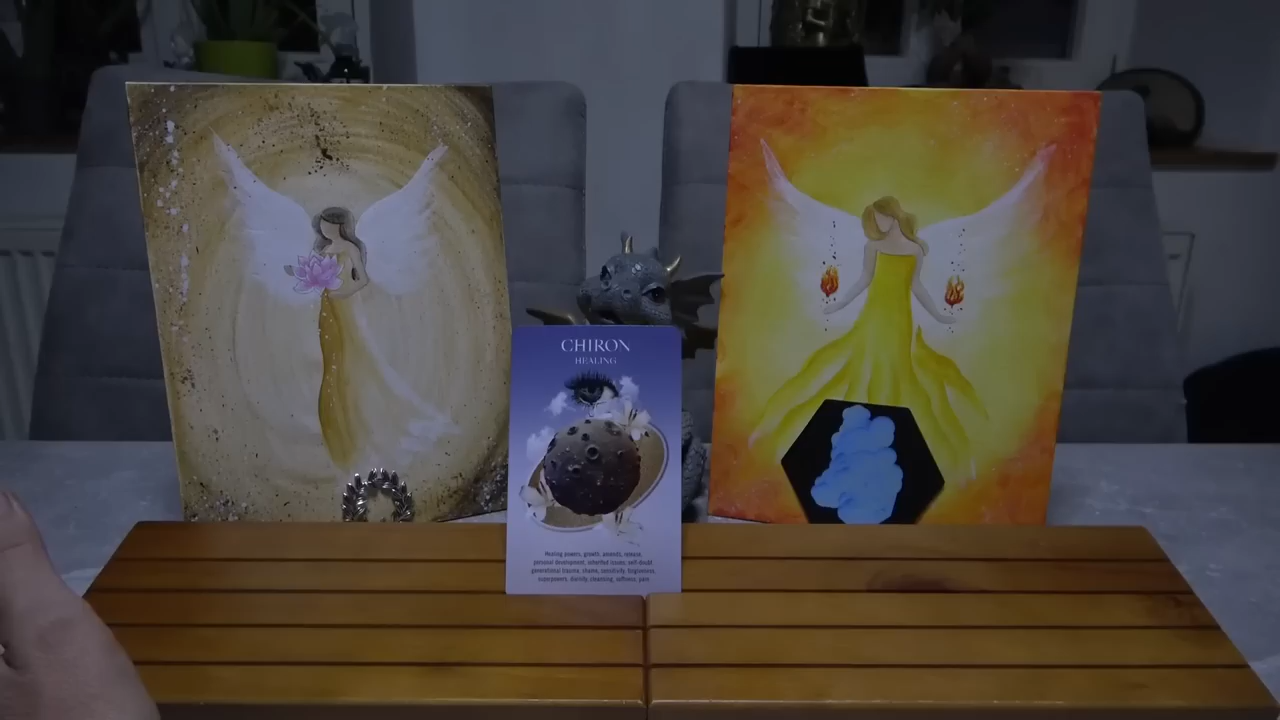 CHIRON
HEALING
Healing powers, growth, wounds, release,
personal development, inherited issues, self-doubt,
generational trauma, shame, sensitivity, forgiveness,
superpowers, divinity, cleansing, softness, pain